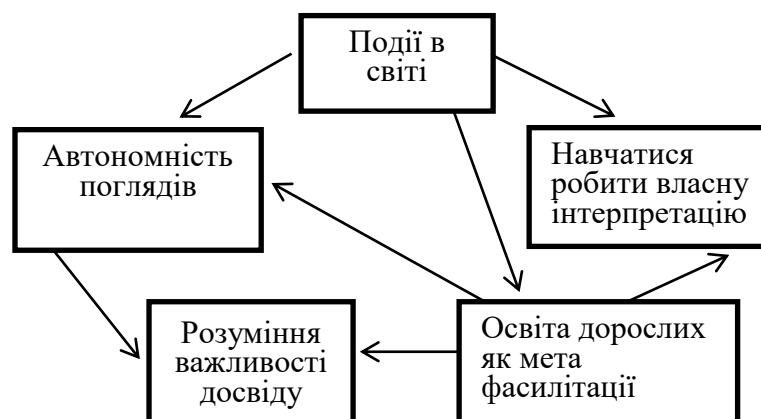 Події в
світі
Автономність
поглядів
Навчатися
робити власну
інтерпретацію
Розуміння
важливості
досвіду
Освіта дорослих
як мета
фасилітації